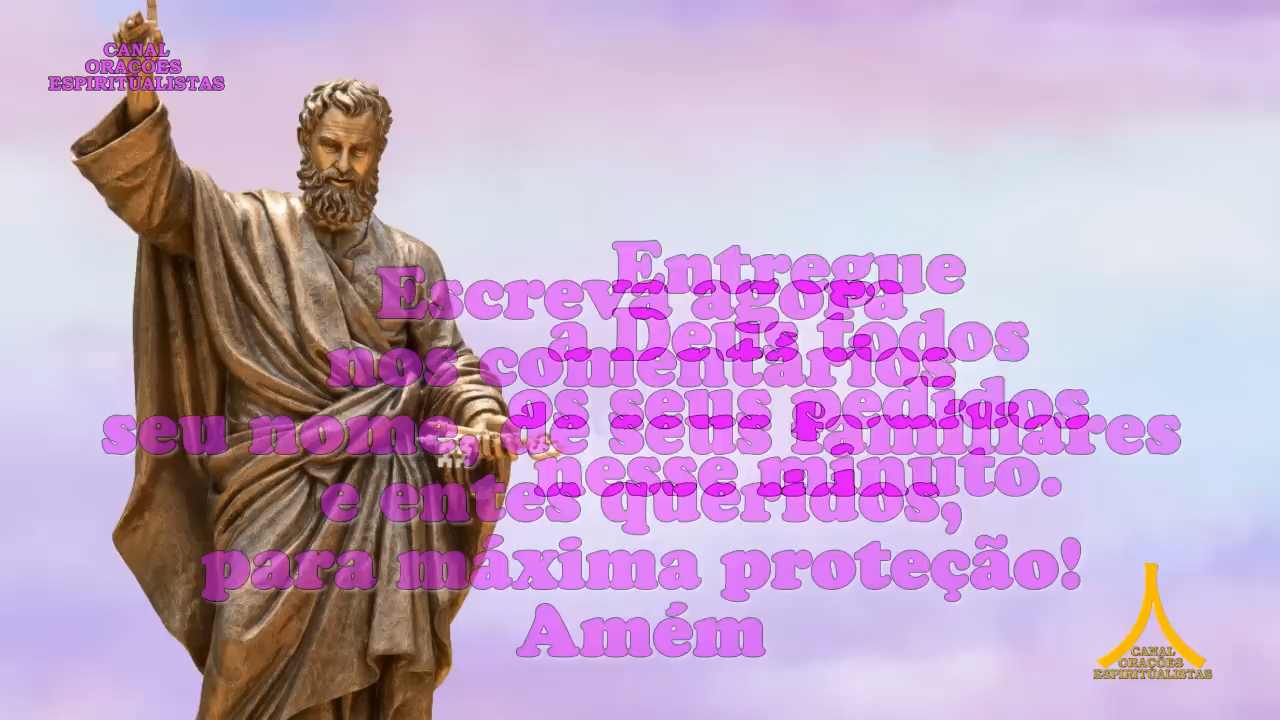 CANAL
ORAÇÕES
ESPIRITUALISTAS
Entregue
a Deus todos
os seus pedidos
nesse minuto.
Escreva agora
nos comentários
seu nome, de seus familiares
e entes queridos,
para máxima proteção!
Amém
CANAL
ORAÇÕES
ESPIRITUALISTAS